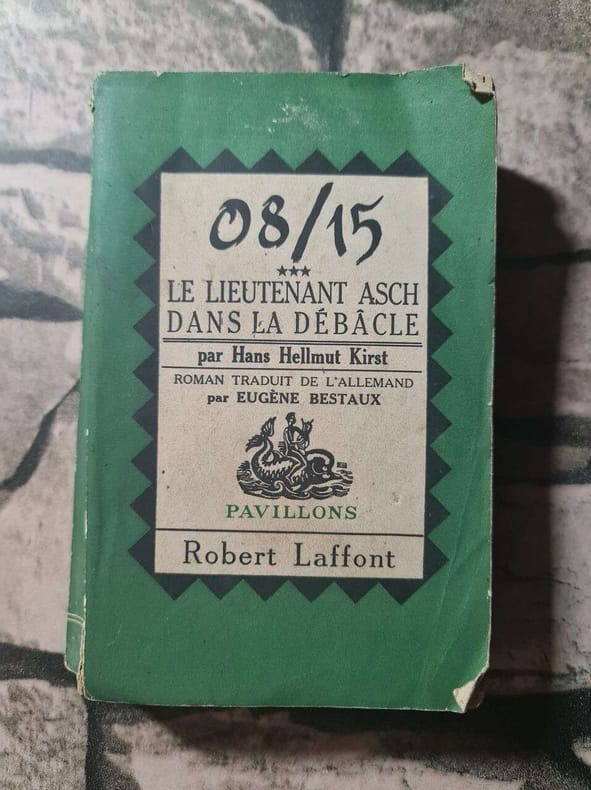 08/15
★★★
LE LIEUTENANT ASCH
DANS LA DÉBÂCLE
par Hans Hellmut Kirst
ROMAN TRADUIT DE L'ALLEMAND
par EUGÈNE BESTAUX
PAVILLONS
Robert Laffont